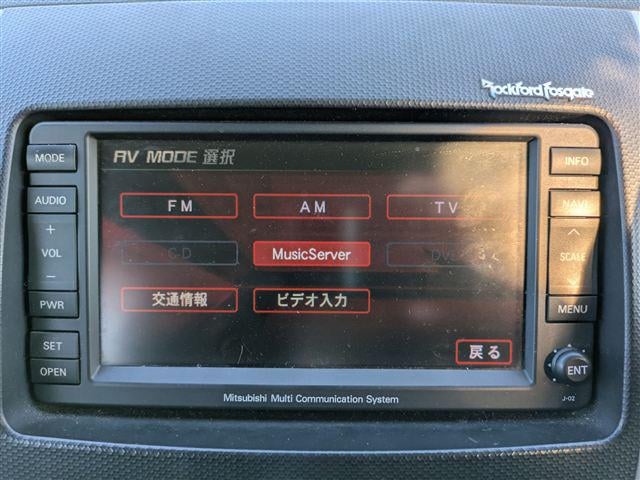 Rockford Fosgate
MODE
AV MODE 選択
INFO
AUDIO
FM
AM
TV
NAVI
+
VOL
−
CD
MusicServer
SCALE
PWR
交通情報
ビデオ入力
MENU
SET
戻る
OPEN
ENT
Mitsubishi Multi Communication System
J-02